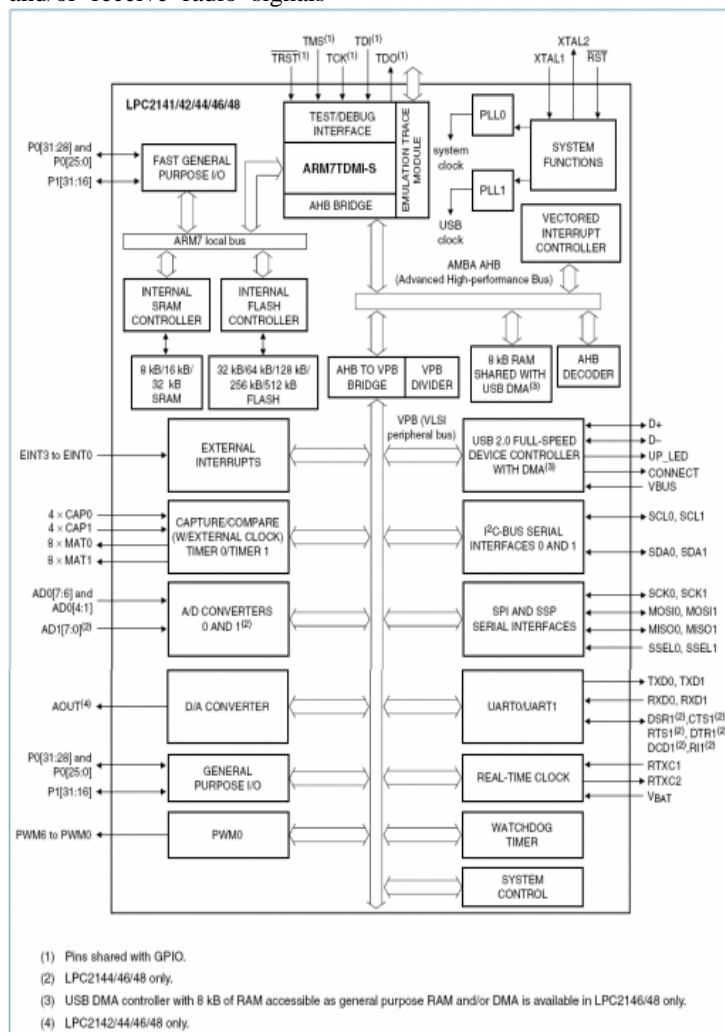 and/or receive radio signals
TRST(1)
TMS(1)
TCK(1)
TDI(1)
TDO(1)
XTAL2
XTAL1
RST
LPC2141/42/44/46/48
TEST/DEBUG
INTERFACE
ARM7TDMI-S
AHB BRIDGE
EMULATION TRACE
MODULE
PLL0
system
clock
PLL1
USB
clock
SYSTEM
FUNCTIONS
VECTORED
INTERRUPT
CONTROLLER
P0[31:28] and
P0[25:0]
P1[31:16]
FAST GENERAL
PURPOSE I/O
ARM7 local bus
AMBA AHB
(Advanced High-performance Bus)
INTERNAL
SRAM
CONTROLLER
INTERNAL
FLASH
CONTROLLER
8 kB/16 kB/
32 kB
SRAM
32 kB/64 kB/128 kB/
256 kB/512 kB
FLASH
AHB TO VPB
BRIDGE
VPB
DIVIDER
8 kB RAM
SHARED WITH
USB DMA(3)
AHB
DECODER
VPB (VLSI
peripheral bus)
EINT3 to EINT0
EXTERNAL
INTERRUPTS
USB 2.0 FULL-SPEED
DEVICE CONTROLLER
WITH DMA(3)
D+
D−
UP_LED
CONNECT
VBUS
4 × CAP0
4 × CAP1
8 × MAT0
8 × MAT1
CAPTURE/COMPARE
(W/EXTERNAL CLOCK)
TIMER 0/TIMER 1
I2C-BUS SERIAL
INTERFACES 0 AND 1
SCL0, SCL1
SDA0, SDA1
AD0[7:6] and
AD0[4:1]
AD1[7:0](2)
A/D CONVERTERS
0 AND 1(2)
SPI AND SSP
SERIAL INTERFACES
SCK0, SCK1
MOSI0, MOSI1
MISO0, MISO1
SSEL0, SSEL1
AOUT(4)
D/A CONVERTER
UART0/UART1
TXD0, TXD1
RXD0, RXD1
DSR1(2),CTS1(2)
RTS1(2), DTR1(2)
DCD1(2),RI1(2)
P0[31:28] and
P0[25:0]
P1[31:16]
GENERAL
PURPOSE I/O
REAL-TIME CLOCK
RTXC1
RTXC2
VBAT
PWM6 to PWM0
PWM0
WATCHDOG
TIMER
SYSTEM
CONTROL
(1) Pins shared with GPIO.
(2) LPC2144/46/48 only.
(3) USB DMA controller with 8 kB of RAM accessible as general purpose RAM and/or DMA is available in LPC2146/48 only.
(4) LPC2142/44/46/48 only.